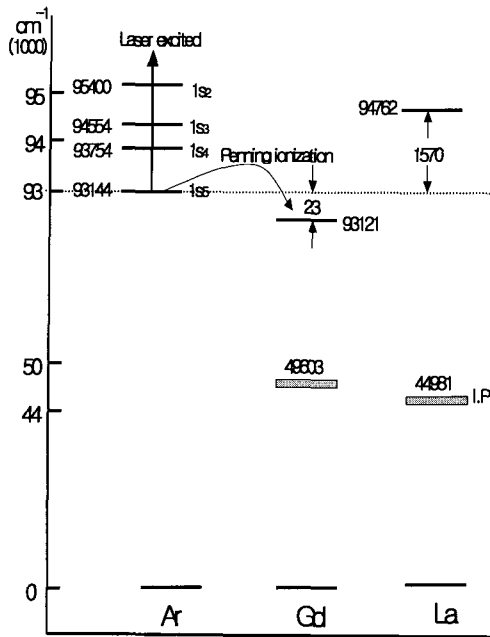 cm-1
(1000)
Laser excited
95400
1s2
95
94762
94554
1s3
94
93754
1s4
Penning ionization
1570
93
93144
1s5
23
93121
50
49603
44981
I.P
44
0
Ar
Gd
La